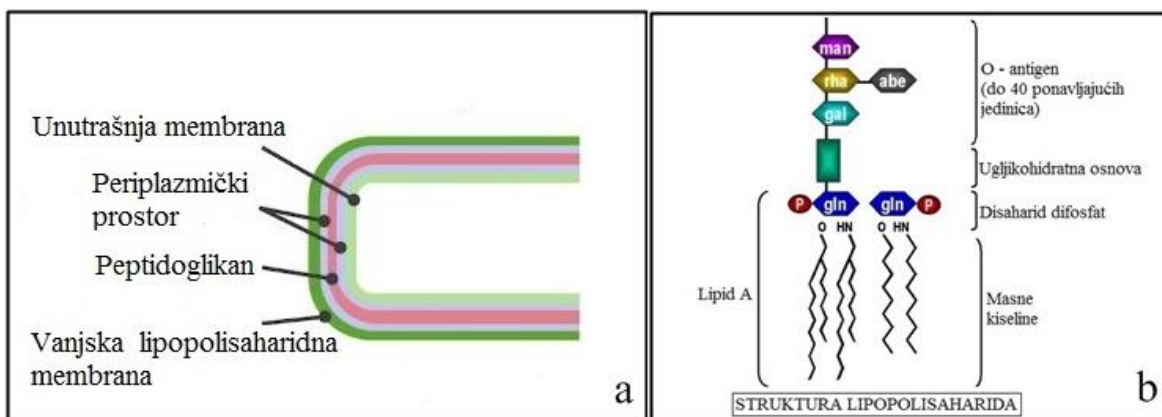 Unutrašnja membrana
Periplazmički
prostor
Peptidoglikan
Vanjska lipopolisaharidna
membrana
a
man
rha
abe
gal
P
gln
gln
P
O HN
O HN
Lipid A
O - antigen
(do 40 ponavljajućih
jedinica)
Ugljikohidratna osnova
Disaharid difosfat
Masne
kiseline
STRUKTURA LIPOPOLISAHARIDA
b